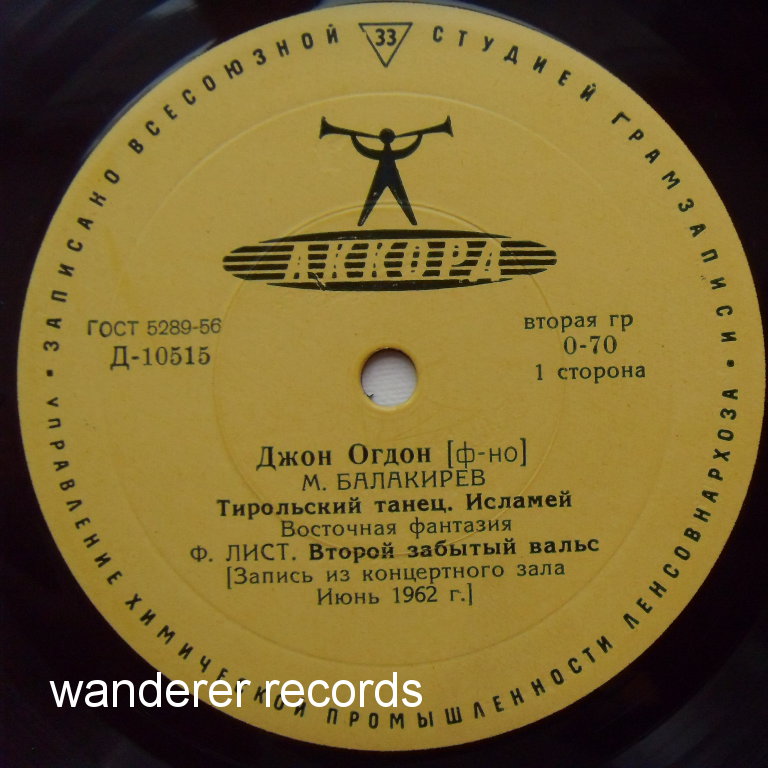 ЗАПИСАНО ВСЕСОЮЗНОЙ 33 СТУДИЕЙ ГРАМЗАПИСИ
АККОРД
ГОСТ 5289-56
Д-10515
вторая гр
0-70
1 сторона
Джон Огдон [ф-но]
М. БАЛАКИРЕВ
Тирольский танец. Исламей
Восточная фантазия
Ф. ЛИСТ. Второй забытый вальс
[Запись из концертного зала
Июнь 1962 г.]
• УПРАВЛЕНИЕ ХИМИЧЕСКОЙ ПРОМЫШЛЕННОСТИ ЛЕНСОВНАРХОЗА •
wanderer records